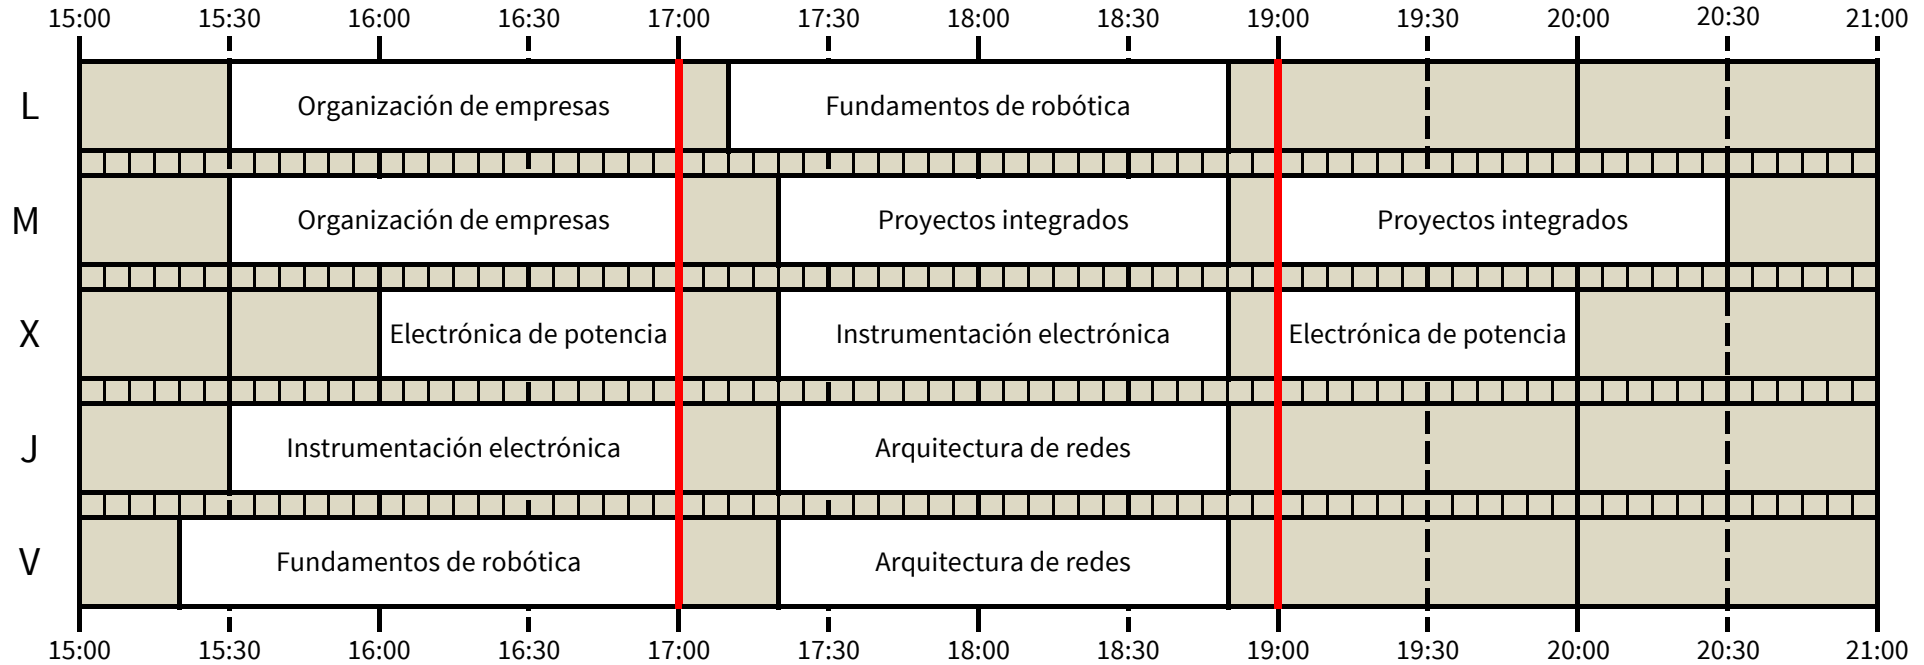 15:00 15:30 16:00 16:30 17:00 17:30 18:00 18:30 19:00 19:30 20:00 20:30 21:00
L Organización de empresas Fundamentos de robótica
M Organización de empresas Proyectos integrados Proyectos integrados
X Electrónica de potencia Instrumentación electrónica Electrónica de potencia
J Instrumentación electrónica Arquitectura de redes
V Fundamentos de robótica Arquitectura de redes
15:00 15:30 16:00 16:30 17:00 17:30 18:00 18:30 19:00 19:30 20:00 20:30 21:00